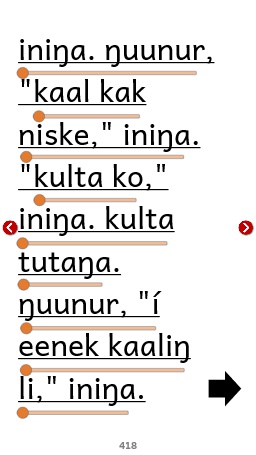 iniŋa. ŋuunur,
"kaal kak
niske," iniŋa.
"kulta ko,"
iniŋa. kulta
tutaŋa.
ŋuunur, "í
eenek kaaliŋ
li," iniŋa.
418